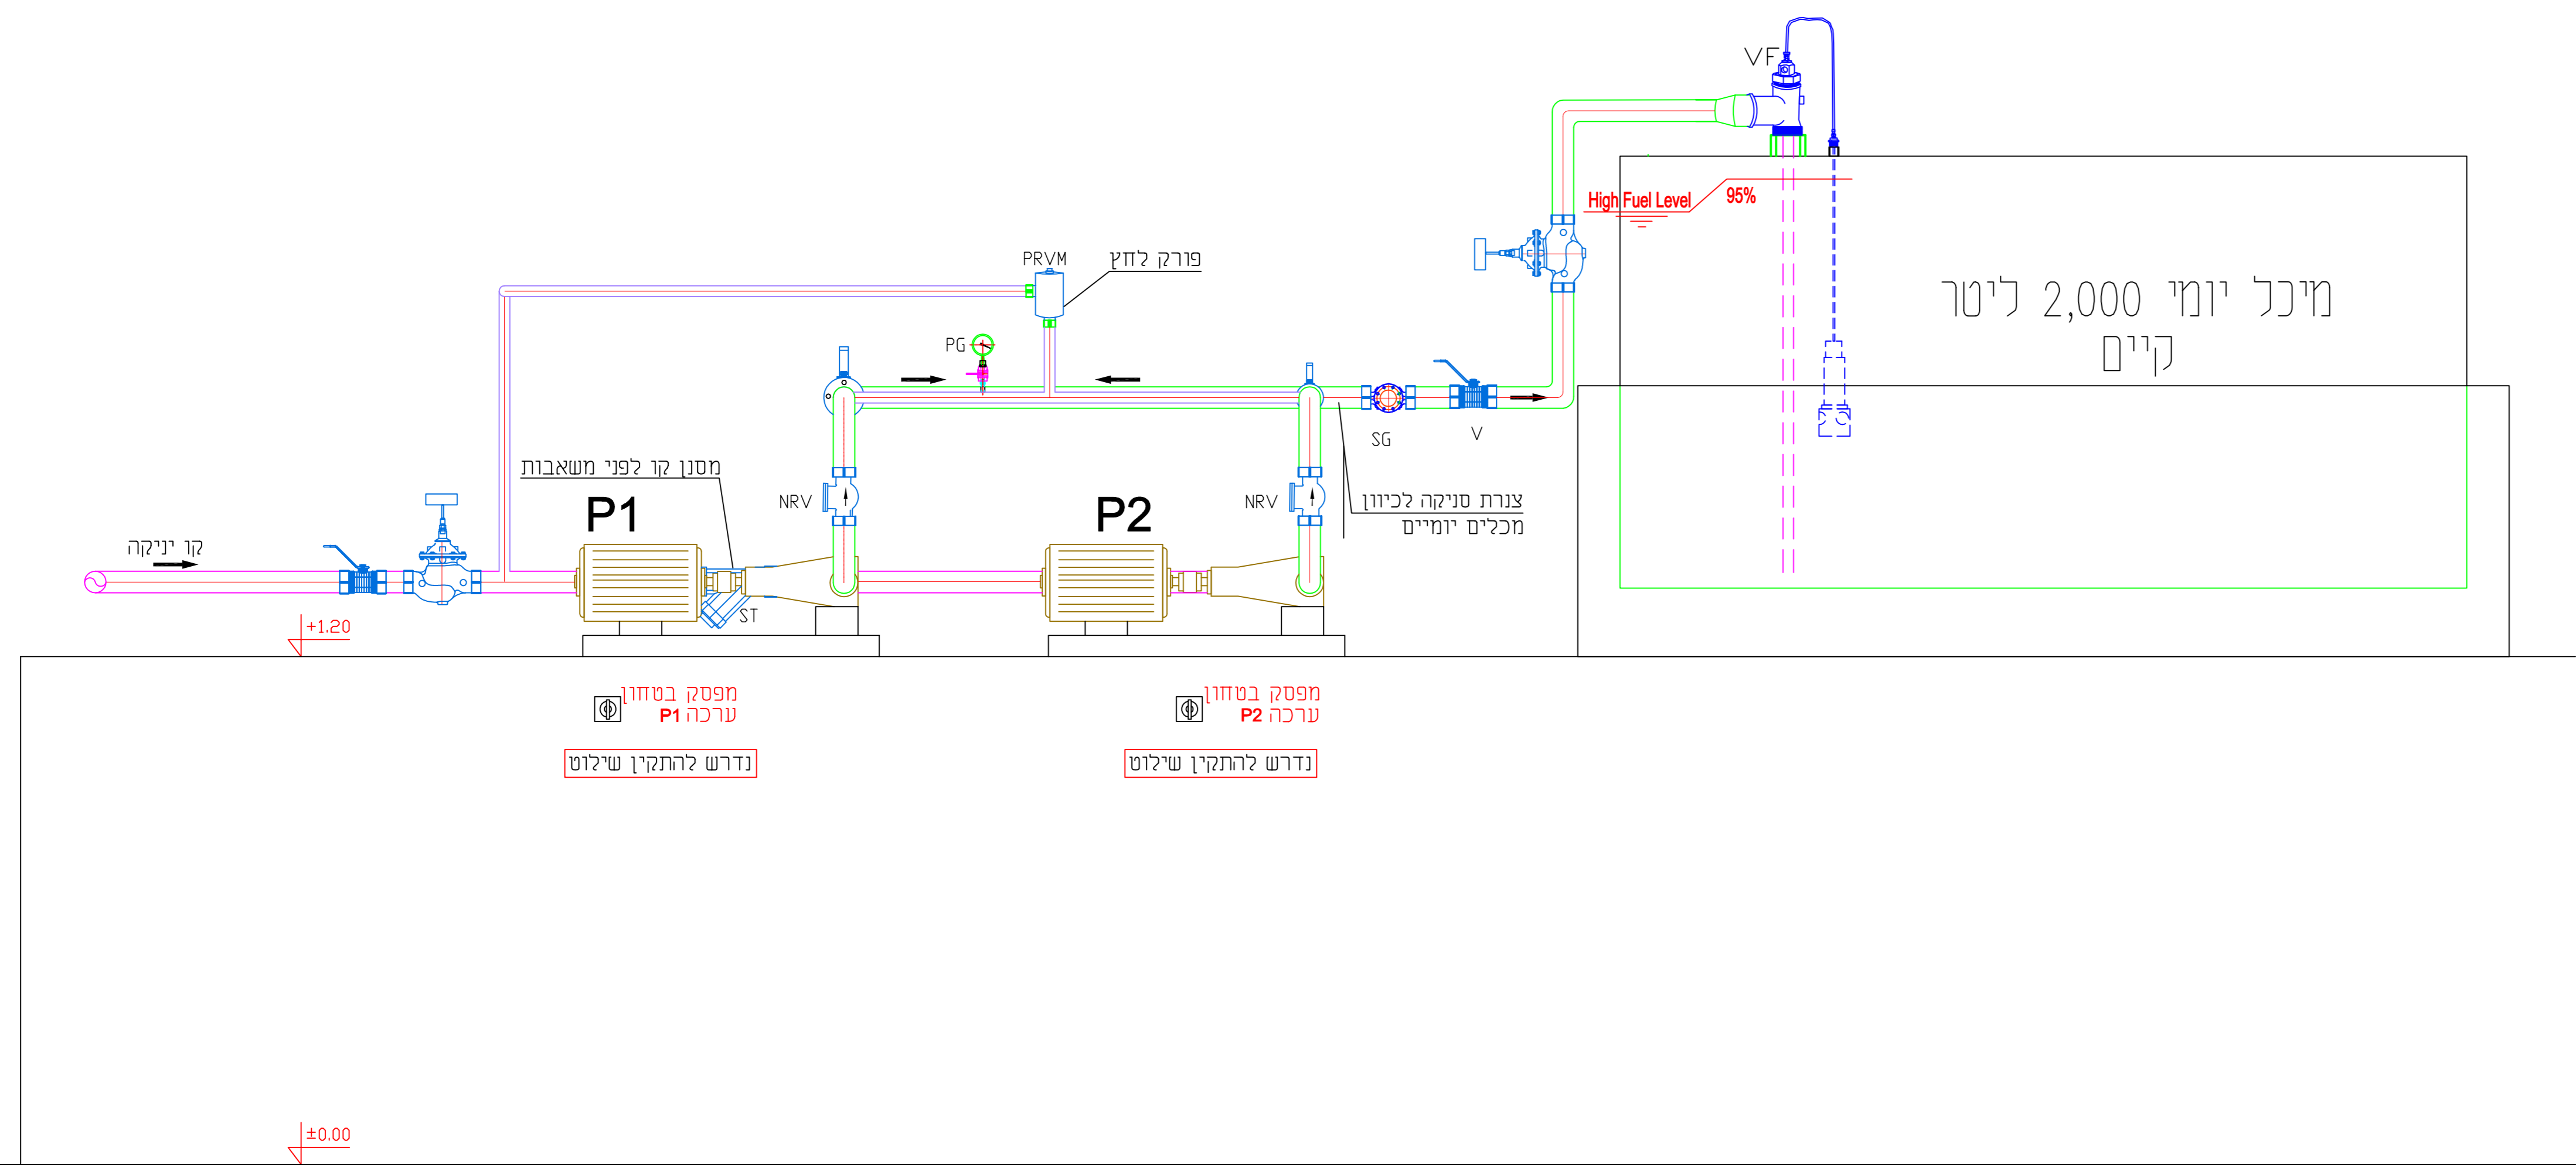 VF
High Fuel Level
95%
PRVM
פורק לחץ
מיכל יומי 2,000 ליטר
קיים
PG
SG
V
מסנן קו לפני משאבות
P1
NRV
P2
NRV
צנרת סניקה לכיוון
מכלים יומיים
קו יניקה
ST
+1.20
מפסק בטחון
ערכה P1
מפסק בטחון
ערכה P2
נדרש להתקין שילוט
נדרש להתקין שילוט
±0.00